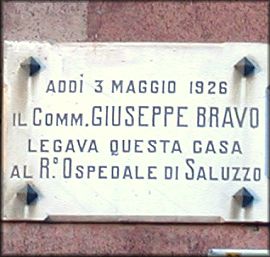 ADDÌ 3 MAGGIO 1926
IL COMM. GIUSEPPE BRAVO
LEGAVA QUESTA CASA
AL R.º OSPEDALE DI SALUZZO